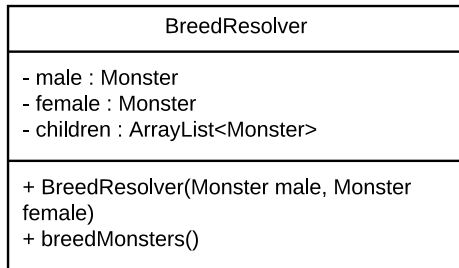 BreedResolver
- male : Monster
- female : Monster
- children : ArrayList<Monster>
+ BreedResolver(Monster male, Monster
female)
+ breedMonsters()